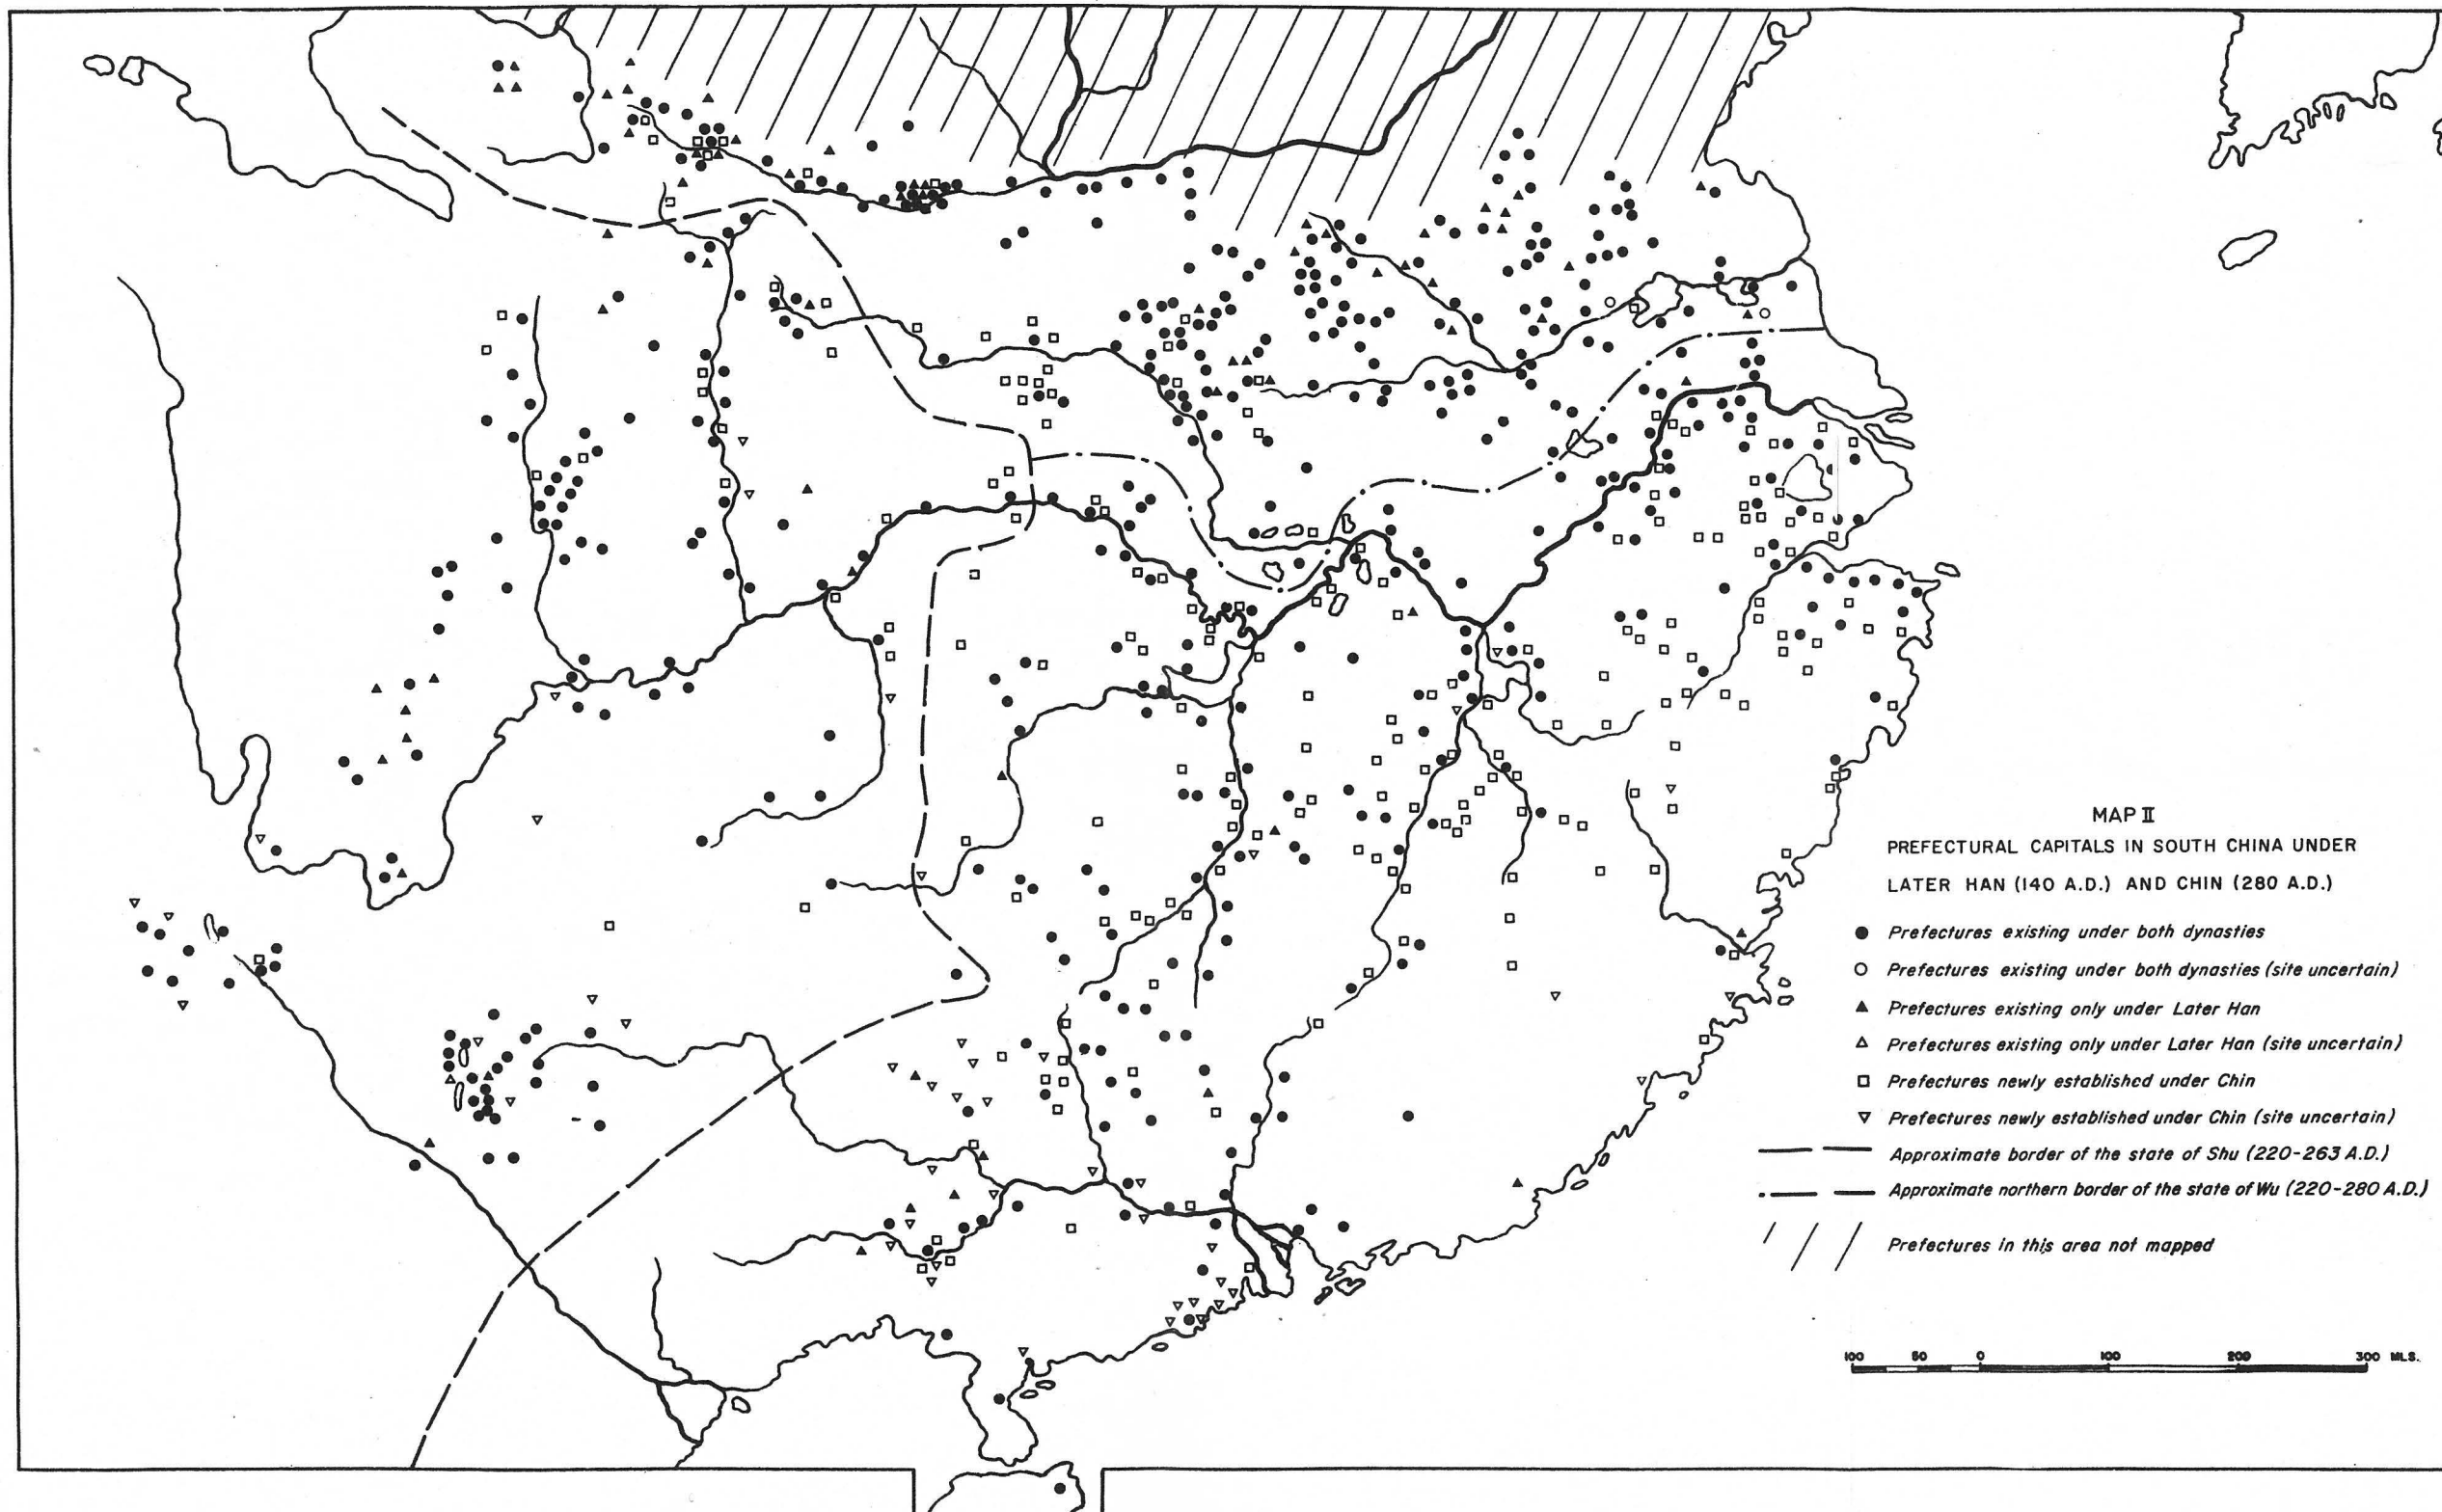 MAP II
PREFECTURAL CAPITALS IN SOUTH CHINA UNDER
LATER HAN (140 A.D.) AND CHIN (280 A.D.)
Prefectures existing under both dynasties
Prefectures existing under both dynasties (site uncertain)
Prefectures existing only under Later Han
Prefectures existing only under Later Han (site uncertain)
Prefectures newly established under Chin
Prefectures newly established under Chin (site uncertain)
Approximate border of the state of Shu (220-263 A.D.)
Approximate northern border of the state of Wu (220-280 A.D.)
Prefectures in this area not mapped
100 50 0 100 200 300 MLS.